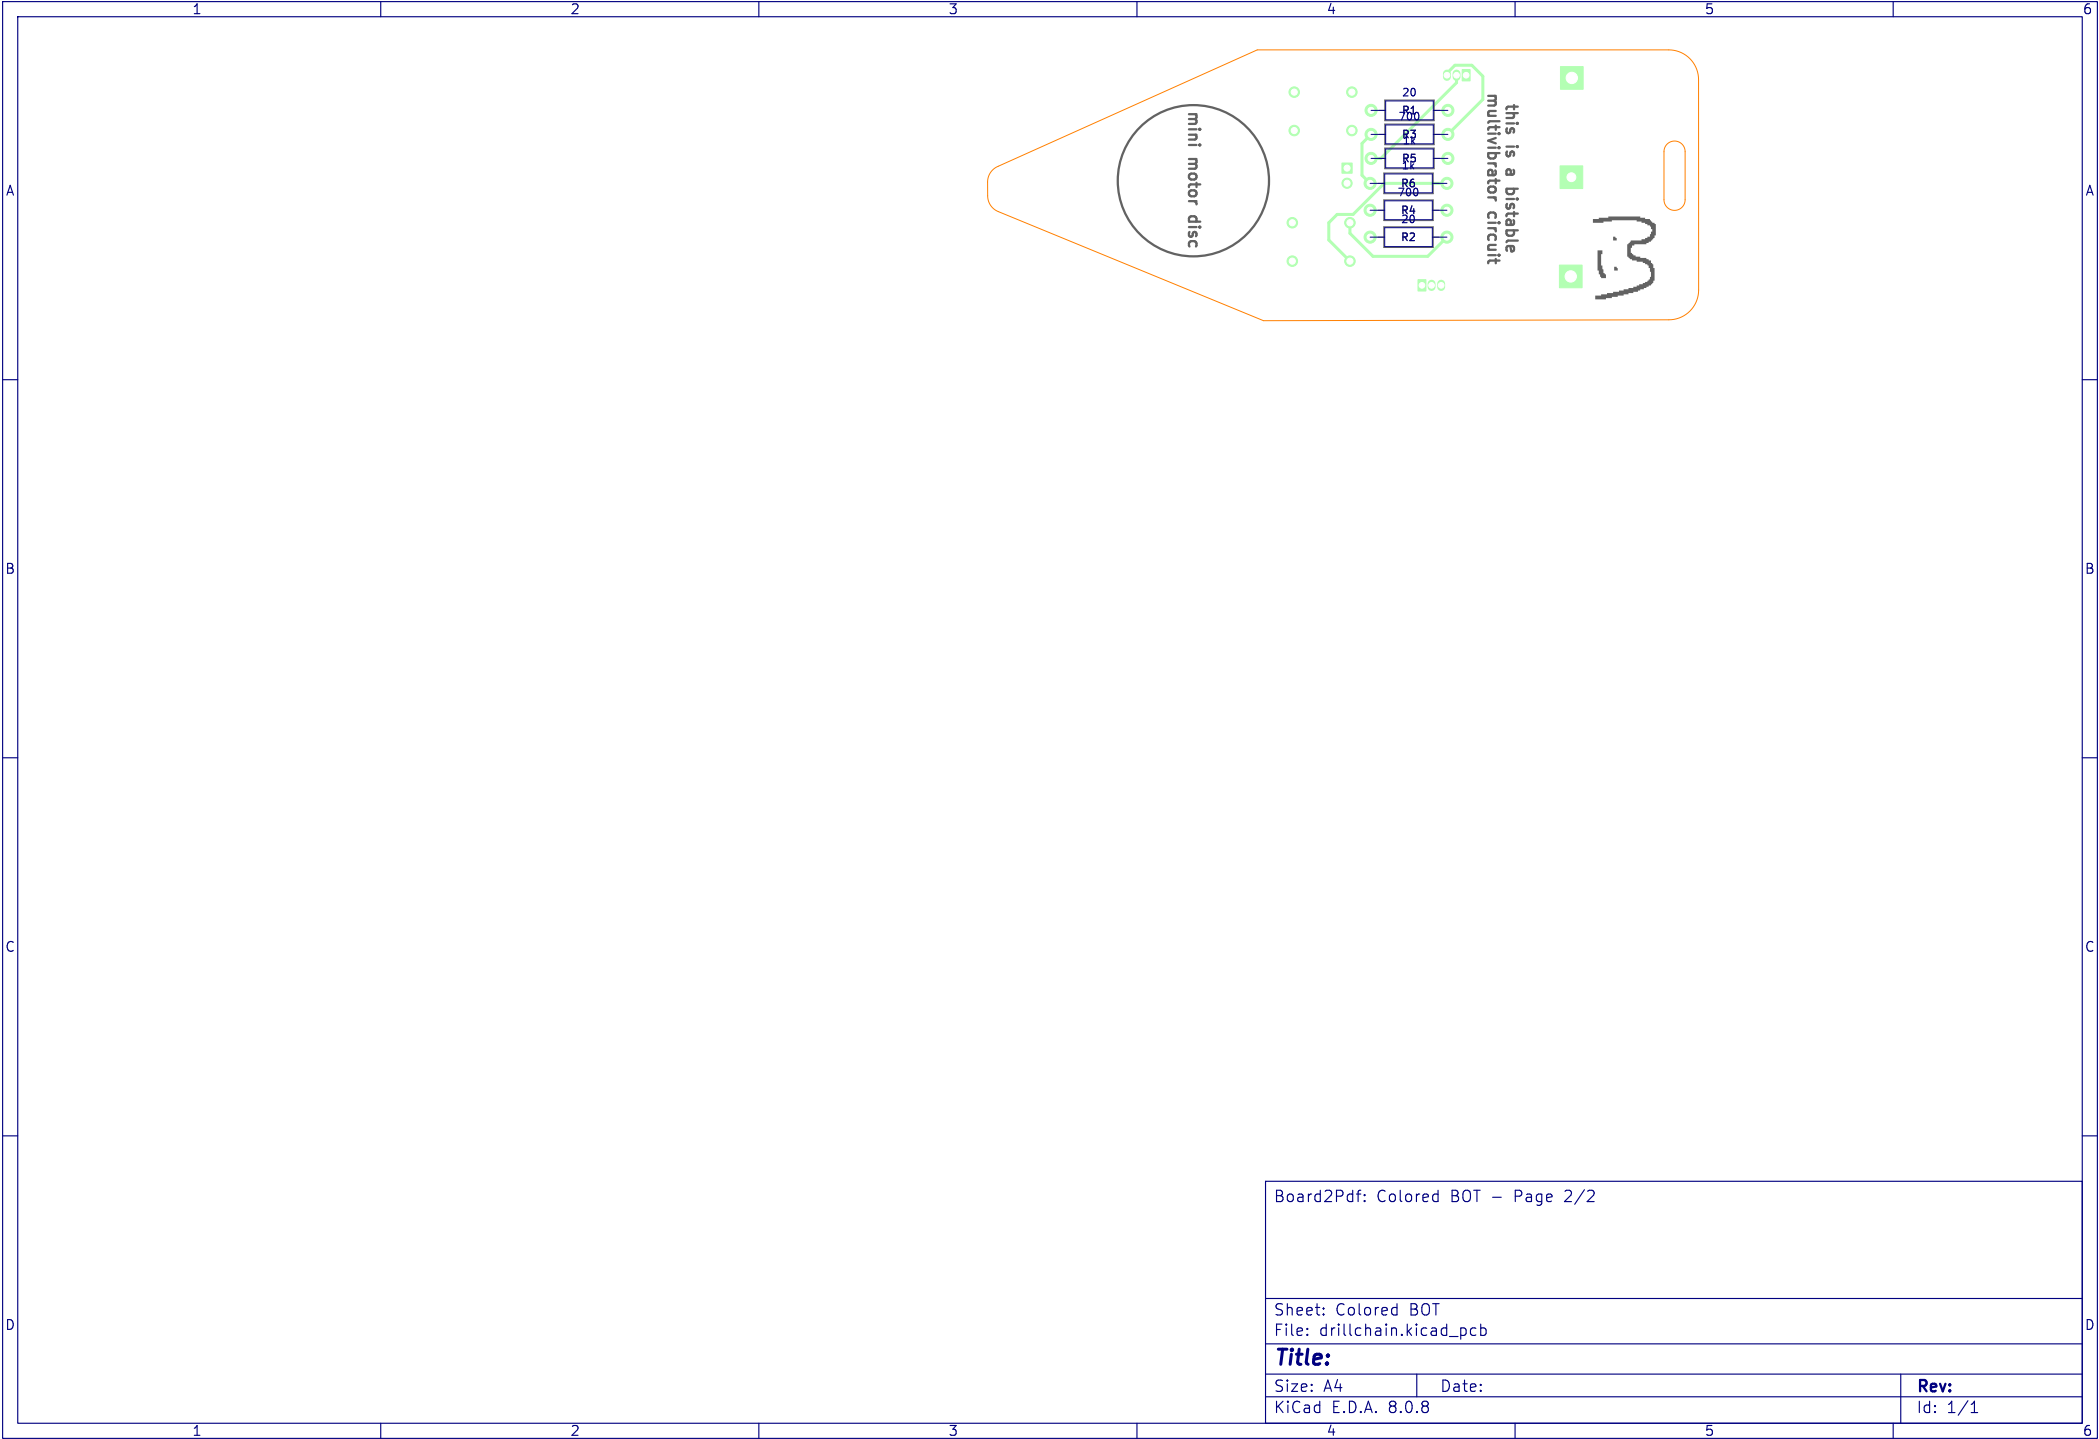 1 2 3 4 5 6
A A
B B
C C
D D
mini motor disc
20
R1
700
R3
1k
R5
1k
R6
700
R4
20
R2
this is a bistable
multivibrator circuit
Board2Pdf: Colored BOT – Page 2/2
Sheet: Colored BOT
File: drillchain.kicad_pcb
Title:
Size: A4 Date: Rev:
KiCad E.D.A. 8.0.8 Id: 1/1
1 2 3 4 5 6